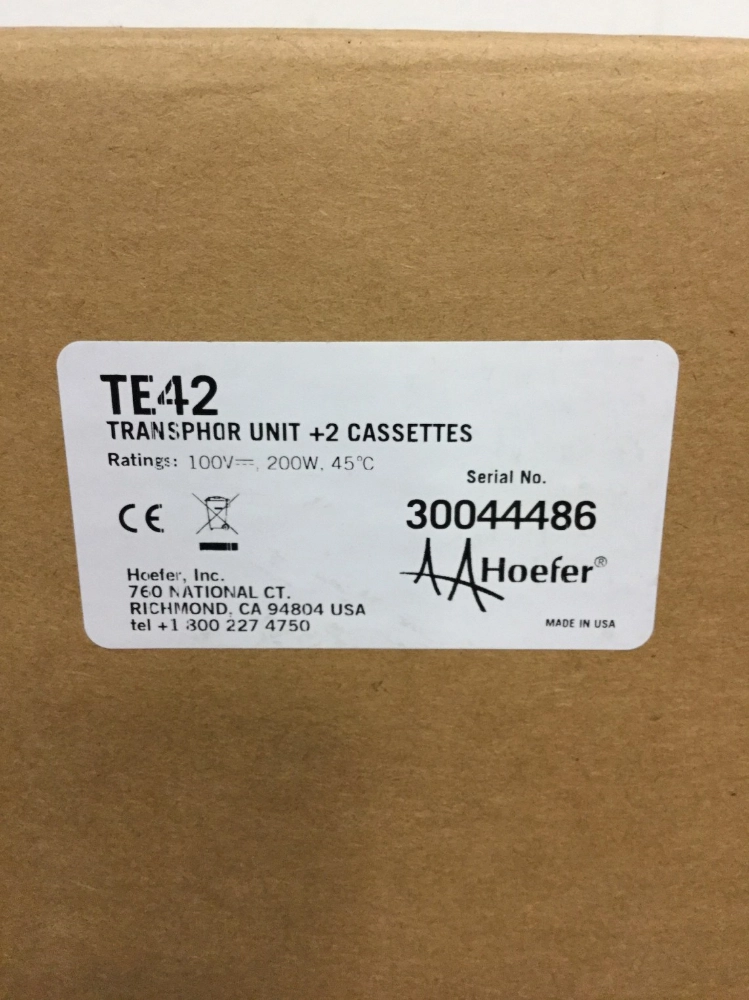 TE42
TRANSPHOR UNIT +2 CASSETTES
Ratings: 100V⎓, 200W, 45°C
Serial No.
30044486
CE
Hoefer®
Hoefer, Inc.
760 NATIONAL CT.
RICHMOND, CA 94804 USA
tel +1 800 227 4750
MADE IN USA